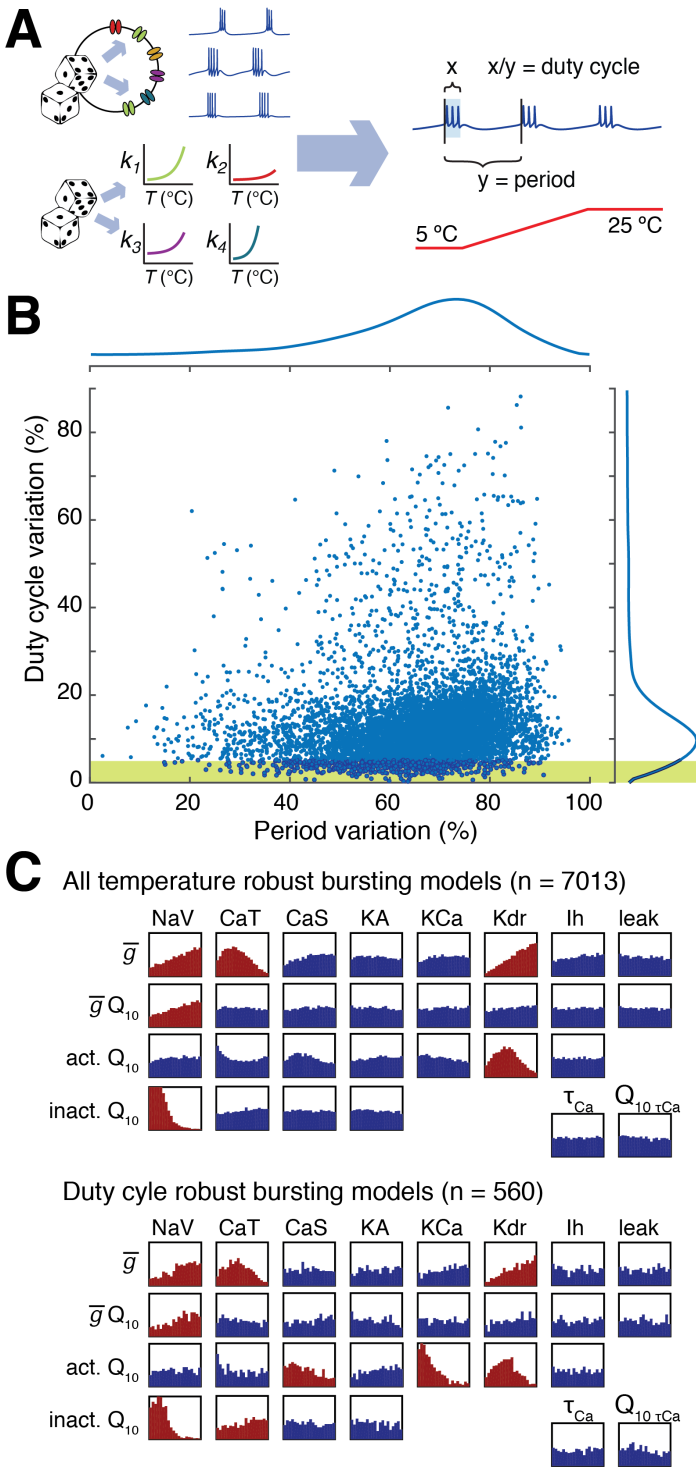 A
x
x/y = duty cycle
y = period
5 ºC
25 ºC
k1
T (°C)
k2
T (°C)
k3
T (°C)
k4
T (°C)
B
Duty cycle variation (%)
80
60
40
20
0
0 20 40 60 80 100
Period variation (%)
C
All temperature robust bursting models (n = 7013)
NaV CaT CaS KA KCa Kdr Ih leak
g̅
g̅ Q10
act. Q10
inact. Q10
τCa Q10 τCa
Duty cyle robust bursting models (n = 560)
NaV CaT CaS KA KCa Kdr Ih leak
g̅
g̅ Q10
act. Q10
inact. Q10
τCa Q10 τCa